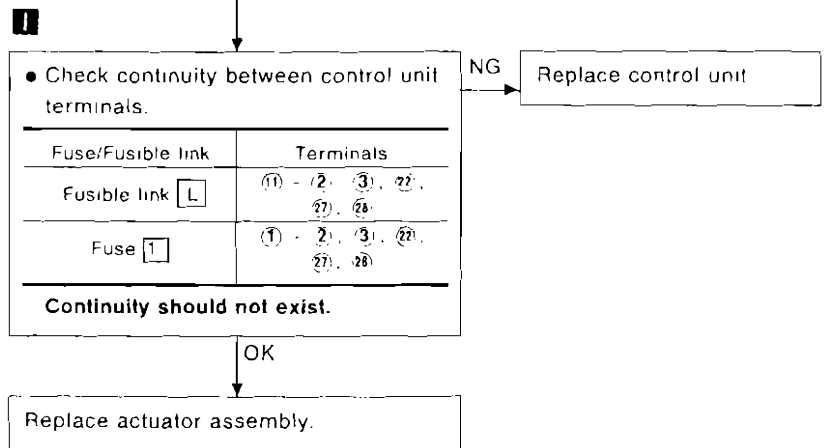 I
● Check continuity between control unit
terminals.
NG
Replace control unit
Fuse/Fusible link
Terminals
Fusible link L
⑪ - ②, ③, ㉒,
㉗, ㉘
Fuse 1
① - ②, ③, ㉒,
㉗, ㉘
Continuity should not exist.
OK
Replace actuator assembly.